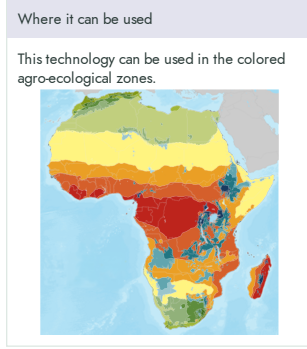 Where it can be used
This technology can be used in the colored
agro-ecological zones.